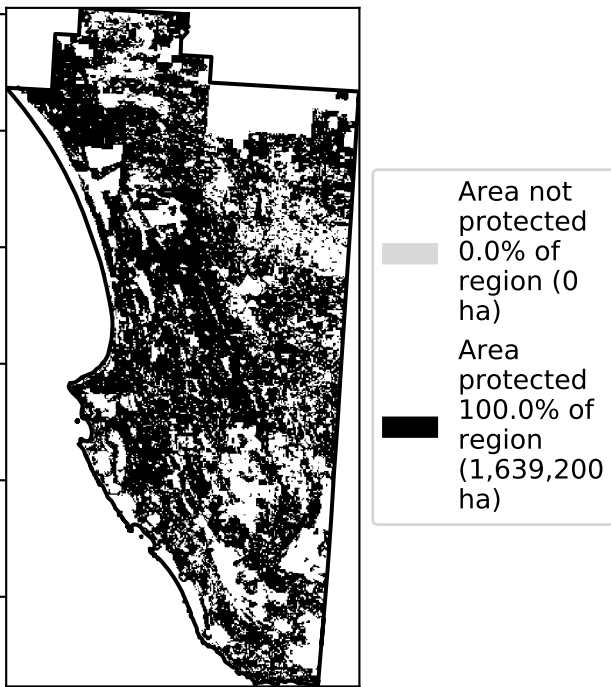 Area not
protected
0.0% of
region (0
ha)
Area
protected
100.0% of
region
(1,639,200
ha)